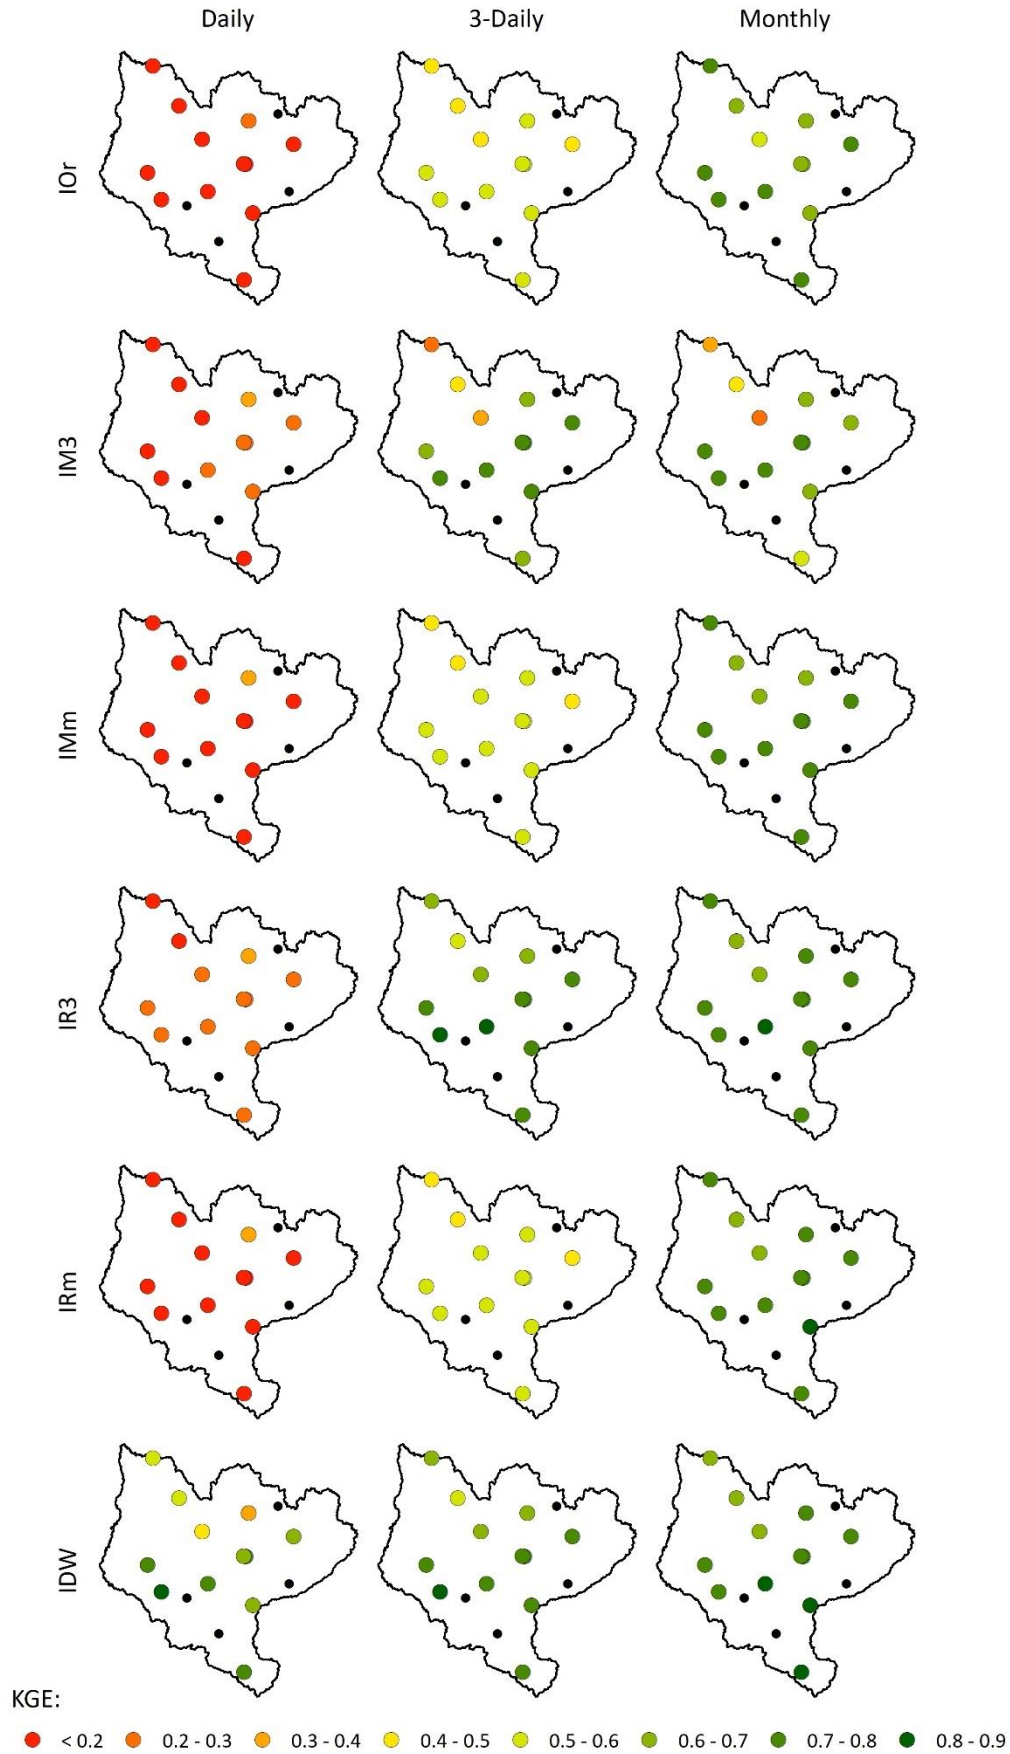 Daily 3-Daily Monthly
IOr
IM3
IMm
IR3
IRm
IDW
KGE:
< 0.2 0.2 - 0.3 0.3 - 0.4 0.4 - 0.5 0.5 - 0.6 0.6 - 0.7 0.7 - 0.8 0.8 - 0.9